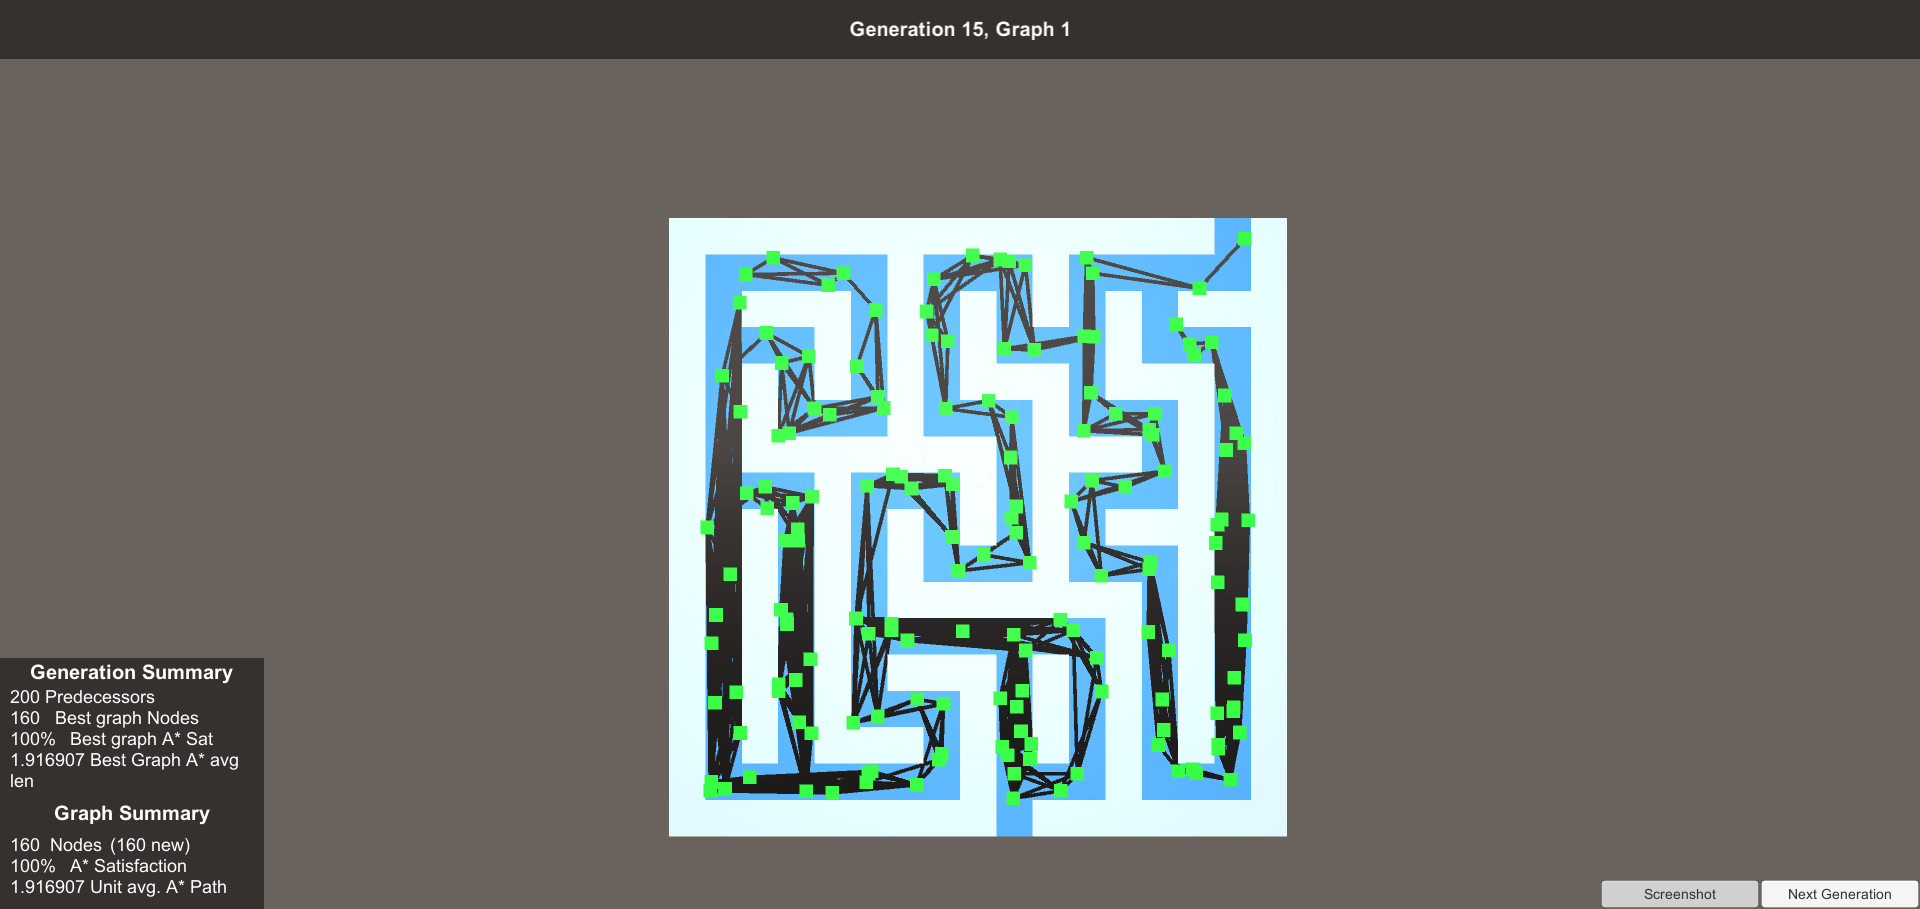 Generation 15, Graph 1
Generation Summary
200 Predecessors
160 Best graph Nodes
100% Best graph A* Sat
1.916907 Best Graph A* avg
len
Graph Summary
160 Nodes (160 new)
100% A* Satisfaction
1.916907 Unit avg. A* Path
Screenshot
Next Generation